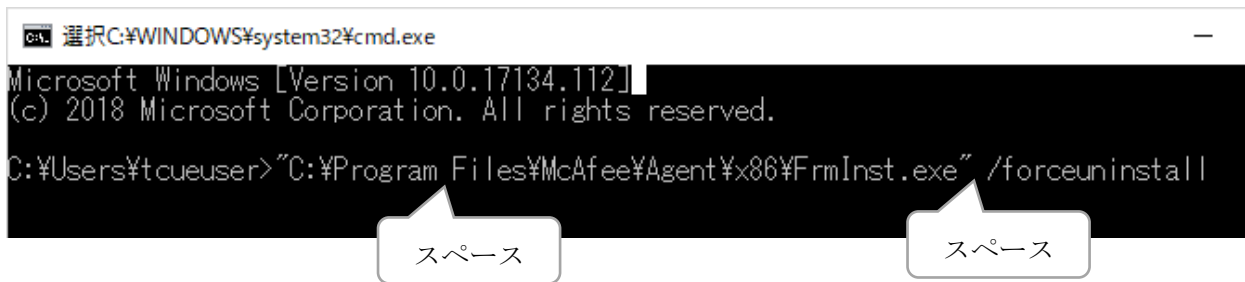 選択C:¥WINDOWS¥system32¥cmd.exe
Microsoft Windows [Version 10.0.17134.112]
(c) 2018 Microsoft Corporation. All rights reserved.
C:¥Users¥tcueuser>"C:¥Program Files¥McAfee¥Agent¥x86¥FrmInst.exe" /forceuninstall
スペース
スペース